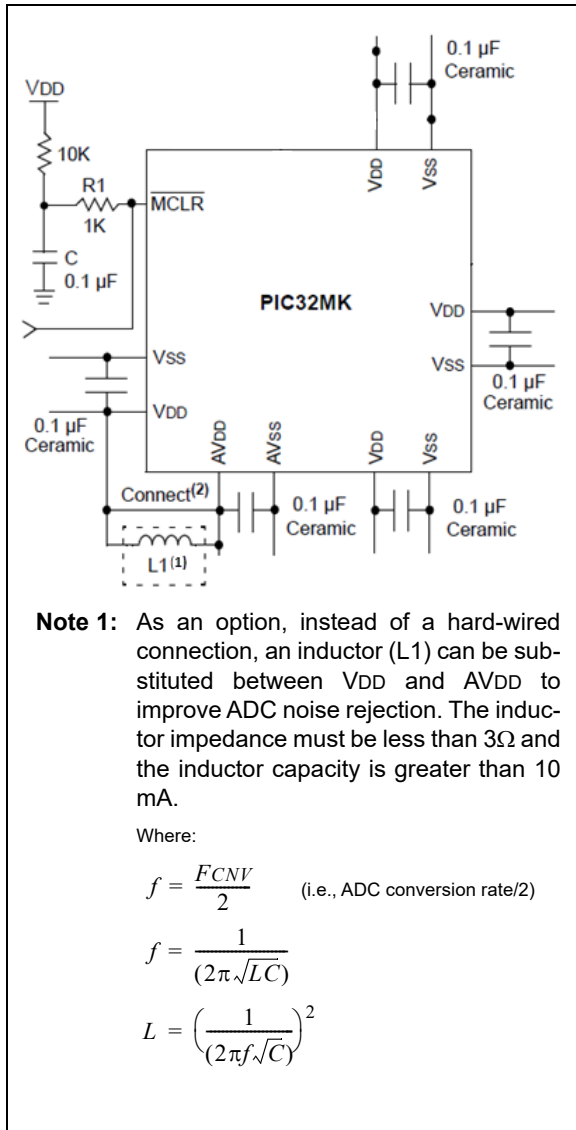 0.1 µF
Ceramic
VDD
10K
R1
1K
MCLR
C
0.1 µF
VDD
VSS
PIC32MK
VDD
VSS
0.1 µF
Ceramic
VSS
VDD
0.1 µF
Ceramic
AVDD
AVSS
VDD
VSS
Connect(2)
0.1 µF
Ceramic
0.1 µF
Ceramic
L1(1)
Note 1: As an option, instead of a hard-wired
connection, an inductor (L1) can be sub-
stituted between VDD and AVDD to
improve ADC noise rejection. The induc-
tor impedance must be less than 3Ω and
the inductor capacity is greater than 10
mA.
Where:
f = FCNV / 2 (i.e., ADC conversion rate/2)
f = 1 / (2π√LC)
L = (1 / (2πf√C))²